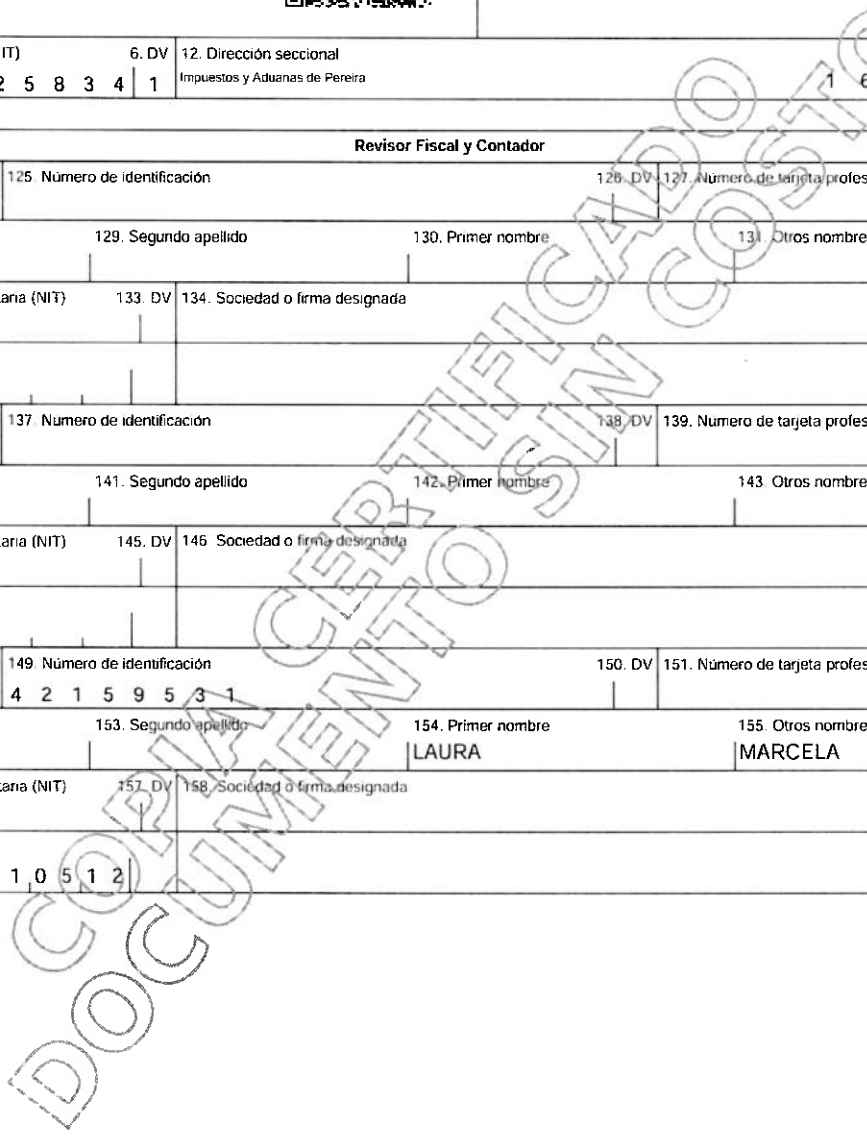 IT) 6. DV 12. Dirección seccional
2 5 8 3 4 1 Impuestos y Aduanas de Pereira 1 6
Revisor Fiscal y Contador
125. Número de identificación 126. DV 127. Número de tarjeta profes
129. Segundo apellido 130. Primer nombre 131. Otros nombre
taria (NIT) 133. DV 134. Sociedad o firma designada
137. Número de identificación 138. DV 139. Número de tarjeta profes
141. Segundo apellido 142. Primer nombre 143. Otros nombre
taria (NIT) 145. DV 146 Sociedad o firma designada
149. Número de identificación 150. DV 151. Número de tarjeta profes
4 2 1 5 9 5 3 1
153. Segundo apellido 154. Primer nombre 155. Otros nombre
LAURA MARCELA
taria (NIT) 157. DV 158. Sociedad o firma designada
1 0 5 1 2
COPIA CERTIFICADO
DOCUMENTO SIN COSTO